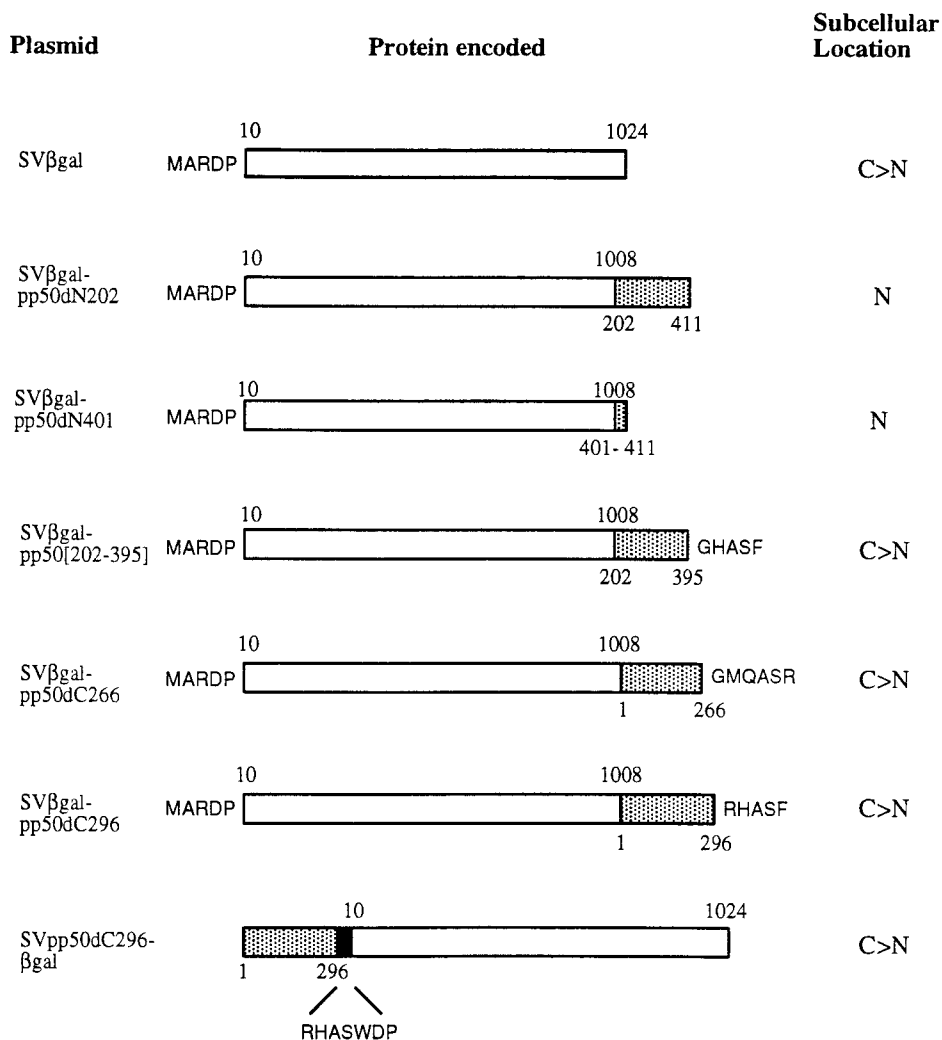 Plasmid
Protein encoded
Subcellular
Location
10
1024
SVβgal
MARDP
C>N
10
1008
SVβgal-
pp50dN202
MARDP
N
202
411
10
1008
SVβgal-
pp50dN401
MARDP
N
401- 411
10
1008
SVβgal-
pp50[202-395]
MARDP
GHASF
C>N
202
395
10
1008
SVβgal-
pp50dC266
MARDP
GMQASR
C>N
1
266
10
1008
SVβgal-
pp50dC296
MARDP
RHASF
C>N
1
296
10
1024
SVpp50dC296-
βgal
C>N
1
296
RHASWDP